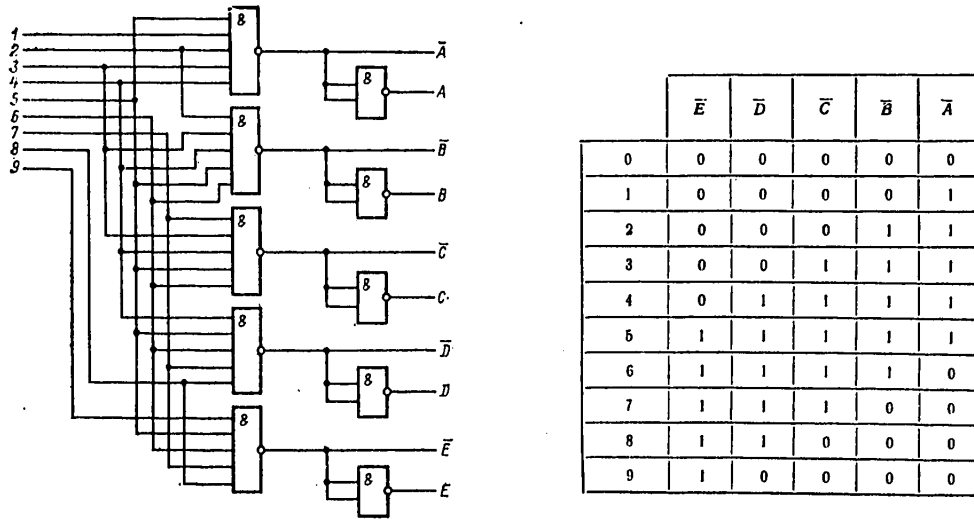 1
2
3
4
5
6
7
8
9
&
A̅
&
A
&
B̅
&
B
&
C̅
&
C
&
D̅
&
D
&
E̅
&
E
E̅ D̅ C̅ B̅ A̅
0 0 0 0 0 0
1 0 0 0 0 1
2 0 0 0 1 1
3 0 0 1 1 1
4 0 1 1 1 1
5 1 1 1 1 1
6 1 1 1 1 0
7 1 1 1 0 0
8 1 1 0 0 0
9 1 0 0 0 0